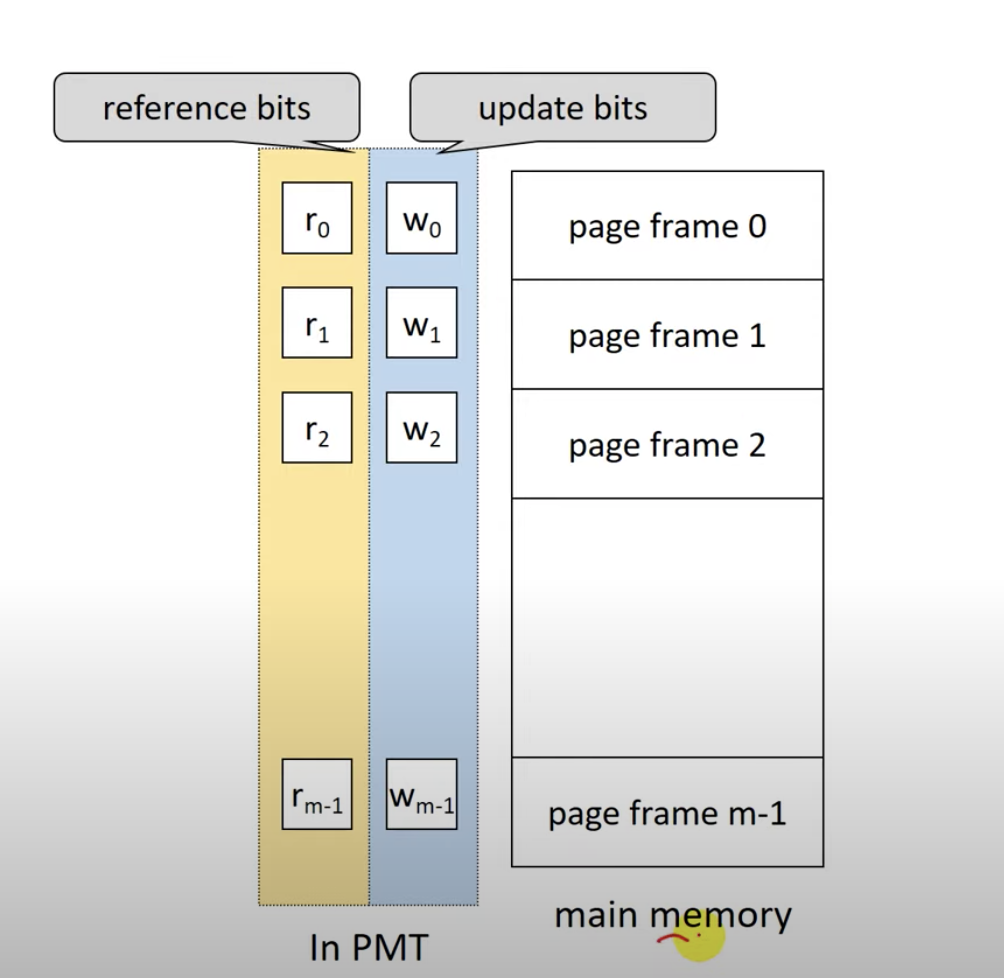 reference bits
update bits
r0
w0
page frame 0
r1
w1
page frame 1
r2
w2
page frame 2
rm-1
wm-1
page frame m-1
main memory
In PMT